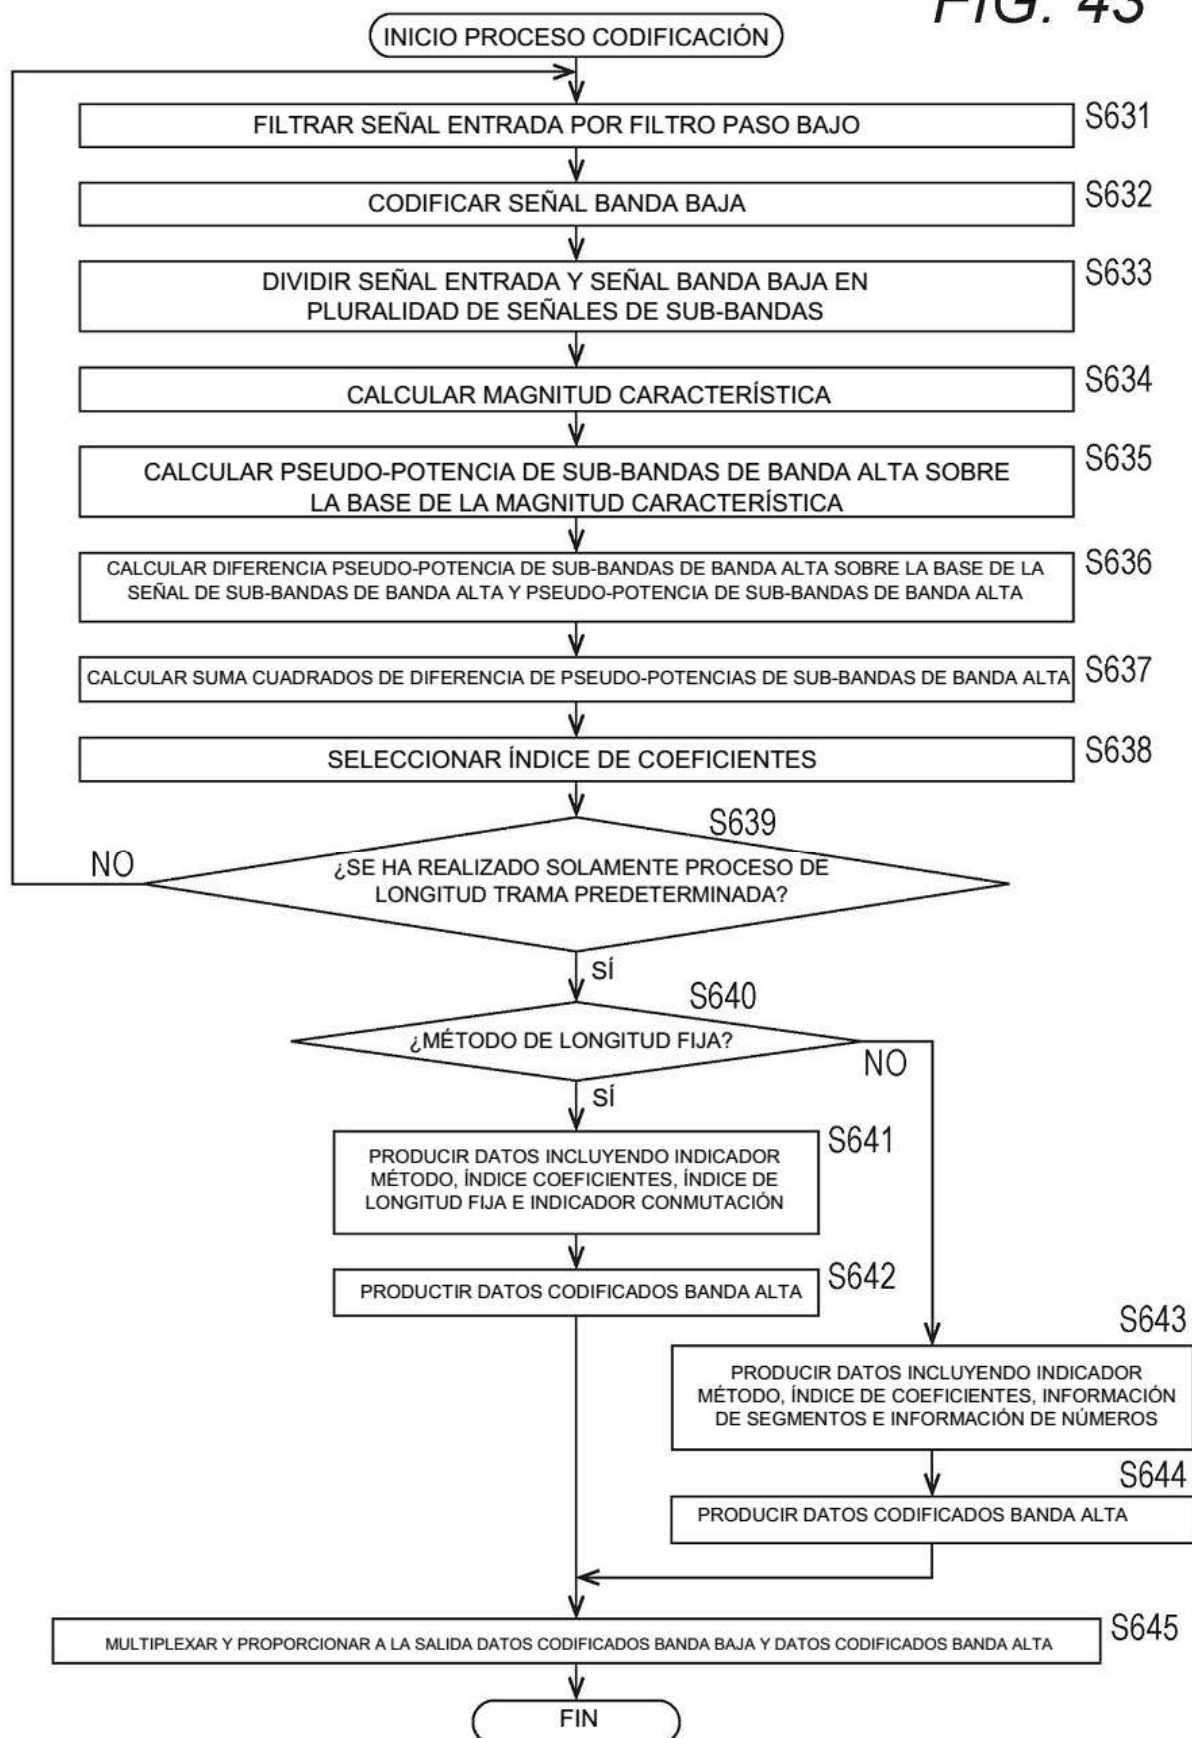 FIG. 43
INICIO PROCESO CODIFICACIÓN
FILTRAR SEÑAL ENTRADA POR FILTRO PASO BAJO
S631
CODIFICAR SEÑAL BANDA BAJA
S632
DIVIDIR SEÑAL ENTRADA Y SEÑAL BANDA BAJA EN
PLURALIDAD DE SEÑALES DE SUB-BANDAS
S633
CALCULAR MAGNITUD CARACTERÍSTICA
S634
CALCULAR PSEUDO-POTENCIA DE SUB-BANDAS DE BANDA ALTA SOBRE
LA BASE DE LA MAGNITUD CARACTERÍSTICA
S635
CALCULAR DIFERENCIA PSEUDO-POTENCIA DE SUB-BANDAS DE BANDA ALTA SOBRE LA BASE DE LA
SEÑAL DE SUB-BANDAS DE BANDA ALTA Y PSEUDO-POTENCIA DE SUB-BANDAS DE BANDA ALTA
S636
CALCULAR SUMA CUADRADOS DE DIFERENCIA DE PSEUDO-POTENCIAS DE SUB-BANDAS DE BANDA ALTA
S637
SELECCIONAR ÍNDICE DE COEFICIENTES
S638
S639
NO
¿SE HA REALIZADO SOLAMENTE PROCESO DE
LONGITUD TRAMA PREDETERMINADA?
SÍ
S640
¿MÉTODO DE LONGITUD FIJA?
NO
SÍ
S641
PRODUCIR DATOS INCLUYENDO INDICADOR
MÉTODO, ÍNDICE COEFICIENTES, ÍNDICE DE
LONGITUD FIJA E INDICADOR CONMUTACIÓN
PRODUCTIR DATOS CODIFICADOS BANDA ALTA
S642
S643
PRODUCIR DATOS INCLUYENDO INDICADOR
MÉTODO, ÍNDICE DE COEFICIENTES, INFORMACIÓN
DE SEGMENTOS E INFORMACIÓN DE NÚMEROS
S644
PRODUCIR DATOS CODIFICADOS BANDA ALTA
MULTIPLEXAR Y PROPORCIONAR A LA SALIDA DATOS CODIFICADOS BANDA BAJA Y DATOS CODIFICADOS BANDA ALTA
S645
FIN